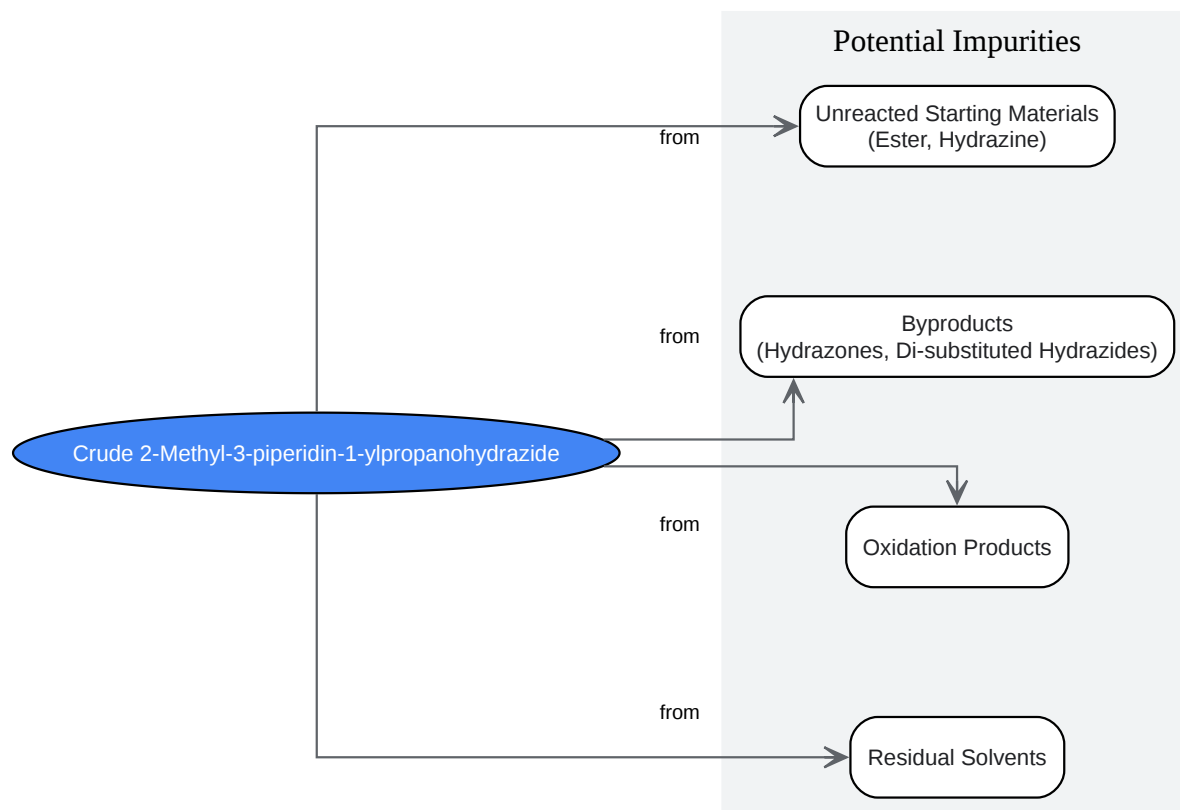 Potential Impurities
Unreacted Starting Materials
(Ester, Hydrazine)
from
from
Byproducts
(Hydrazones, Di-substituted Hydrazides)
Crude 2-Methyl-3-piperidin-1-ylpropanohydrazide
from
Oxidation Products
from
Residual Solvents